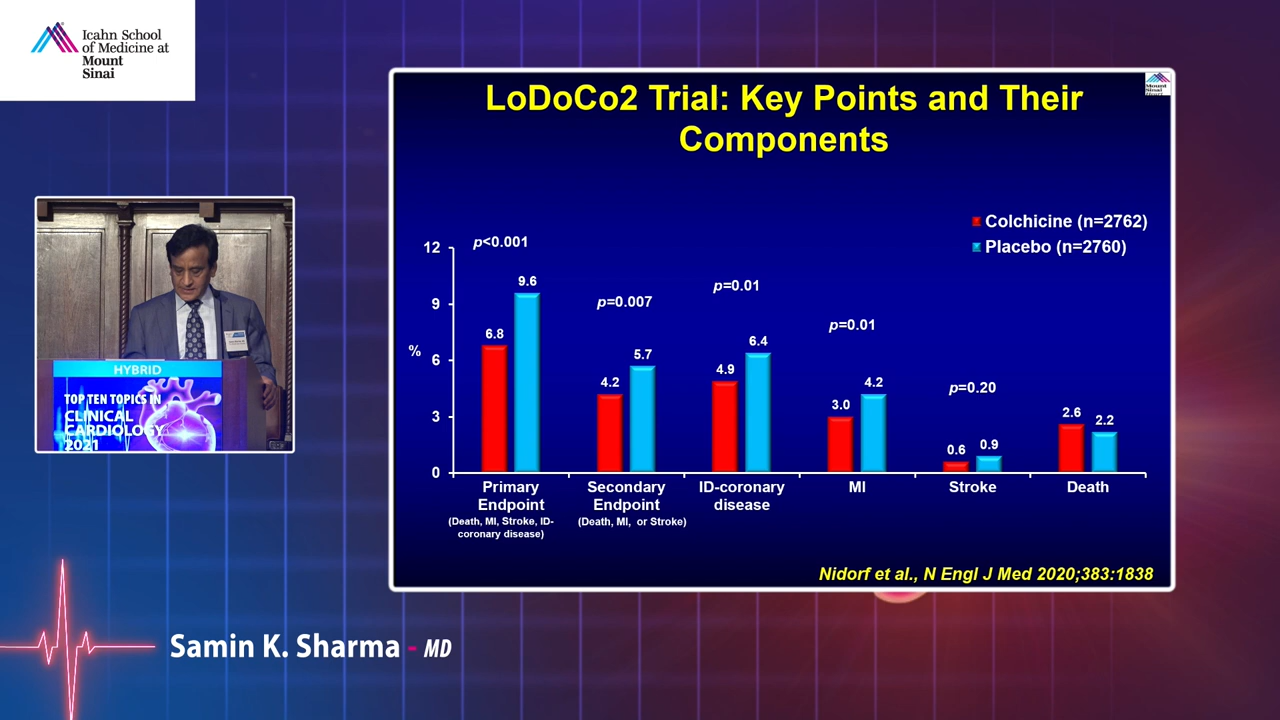 Icahn School
of Medicine at
Mount
Sinai
LoDoCo2 Trial: Key Points and Their
Components
Mount
Sinai
Heart
Colchicine (n=2762)
Placebo (n=2760)
%
12
9
6
3
0
p<0.001
6.8
9.6
p=0.007
4.2
5.7
p=0.01
4.9
6.4
p=0.01
3.0
4.2
p=0.20
0.6
0.9
2.6
2.2
Primary
Endpoint
(Death, MI, Stroke, ID-
coronary disease)
Secondary
Endpoint
(Death, MI, or Stroke)
ID-coronary
disease
MI
Stroke
Death
Nidorf et al., N Engl J Med 2020;383:1838
HYBRID
TOP TEN TOPICS IN
CLINICAL
CARDIOLOGY
2021
Samin K. Sharma - MD